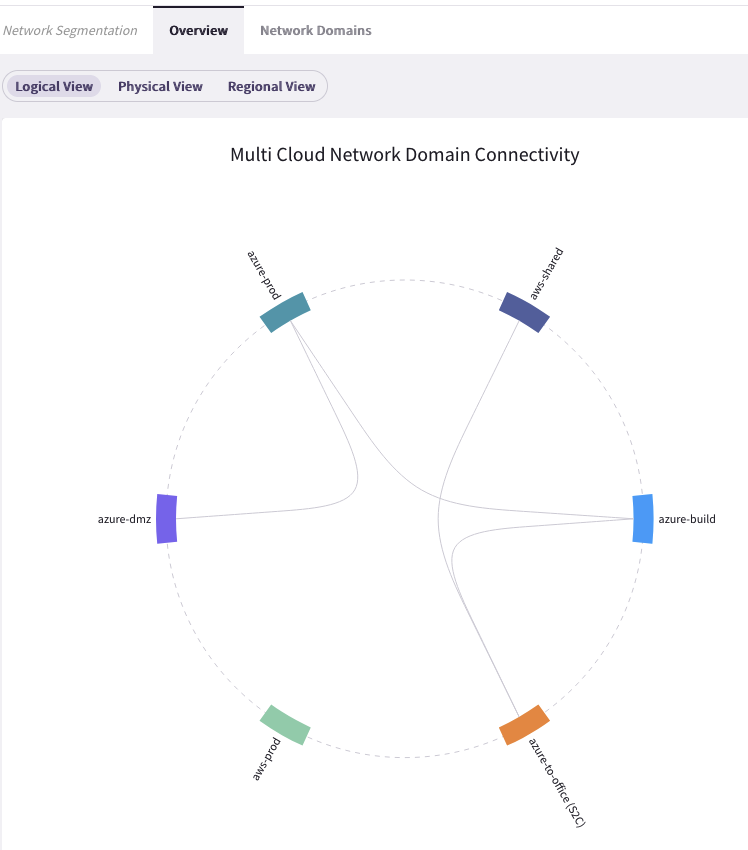 Network Segmentation Overview Network Domains
Logical View Physical View Regional View
Multi Cloud Network Domain Connectivity
azure-prod
aws-shared
azure-dmz
azure-build
aws-prod
azure-to-office (S2C)